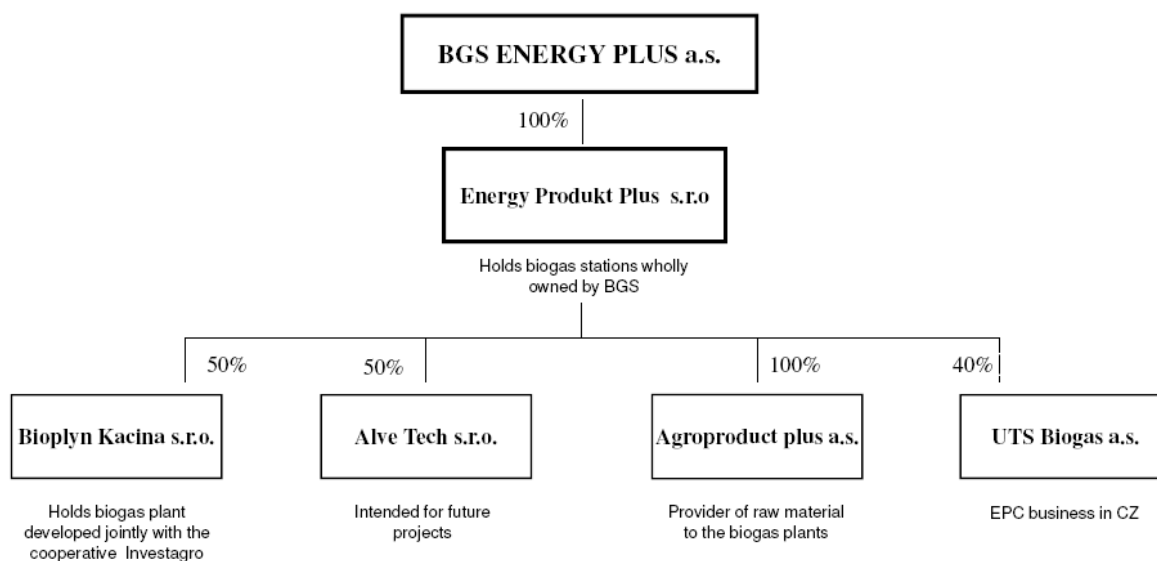 BGS ENERGY PLUS a.s.
100%
Energy Produkt Plus s.r.o
Holds biogas stations wholly
owned by BGS
50%
50%
100%
40%
Bioplyn Kacina s.r.o.
Alve Tech s.r.o.
Agroproduct plus a.s.
UTS Biogas a.s.
Holds biogas plant
developed jointly with the
cooperative Investagro
Intended for future
projects
Provider of raw material
to the biogas plants
EPC business in CZ